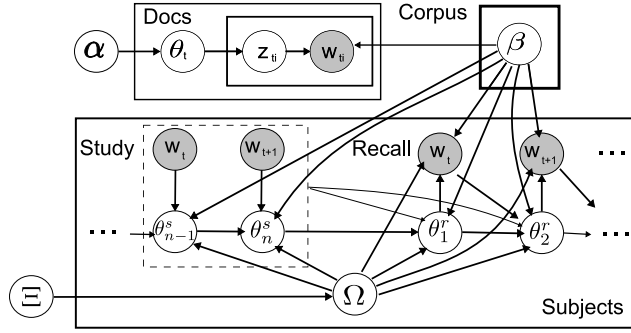 Docs
Corpus
α
θt
zti
wti
β
Study
wt
wt+1
Recall
wt
wt+1
...
...
θsn-1
θsn
θr1
θr2
...
Ξ
Ω
Subjects